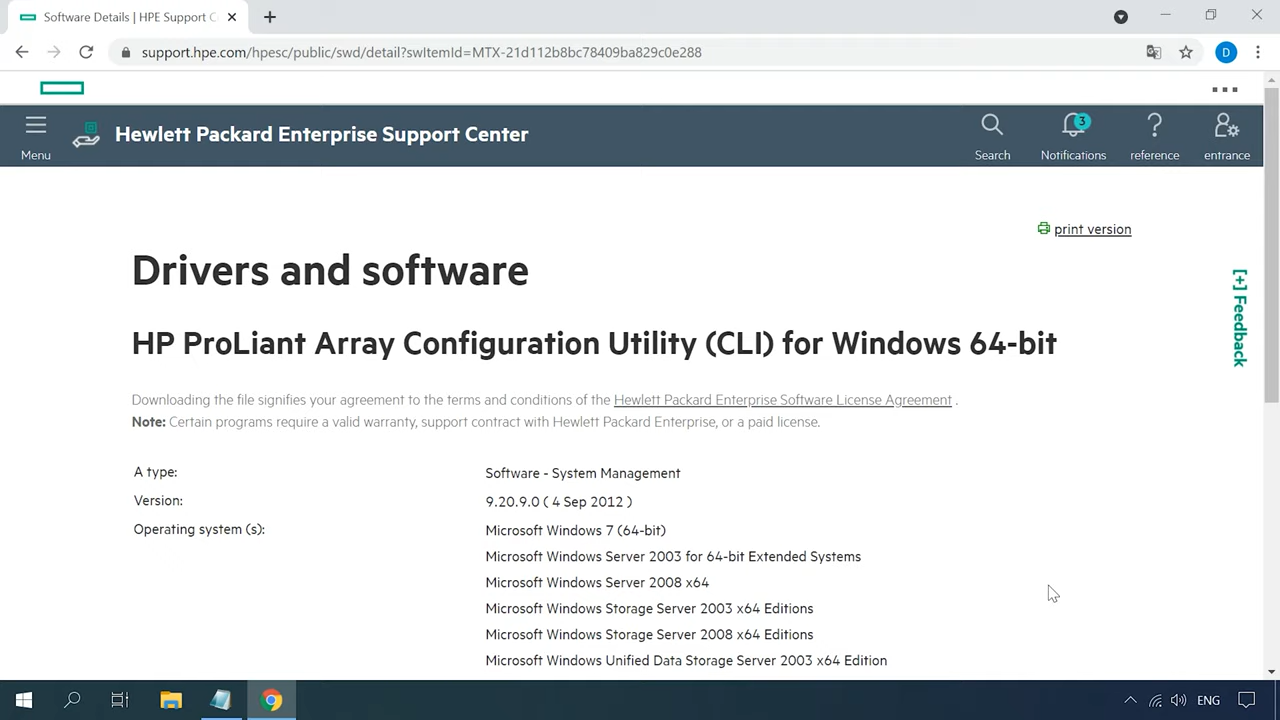 Software Details | HPE Support C
support.hpe.com/hpesc/public/swd/detail?swItemId=MTX-21d112b8bc78409ba829c0e288
D
Menu
Hewlett Packard Enterprise Support Center
Search
3
Notifications
reference
entrance
print version
Drivers and software
[+] Feedback
HP ProLiant Array Configuration Utility (CLI) for Windows 64-bit
Downloading the file signifies your agreement to the terms and conditions of the Hewlett Packard Enterprise Software License Agreement .
Note: Certain programs require a valid warranty, support contract with Hewlett Packard Enterprise, or a paid license.
A type: Software - System Management
Version: 9.20.9.0 ( 4 Sep 2012 )
Operating system (s): Microsoft Windows 7 (64-bit)
Microsoft Windows Server 2003 for 64-bit Extended Systems
Microsoft Windows Server 2008 x64
Microsoft Windows Storage Server 2003 x64 Editions
Microsoft Windows Storage Server 2008 x64 Editions
Microsoft Windows Unified Data Storage Server 2003 x64 Edition
ENG